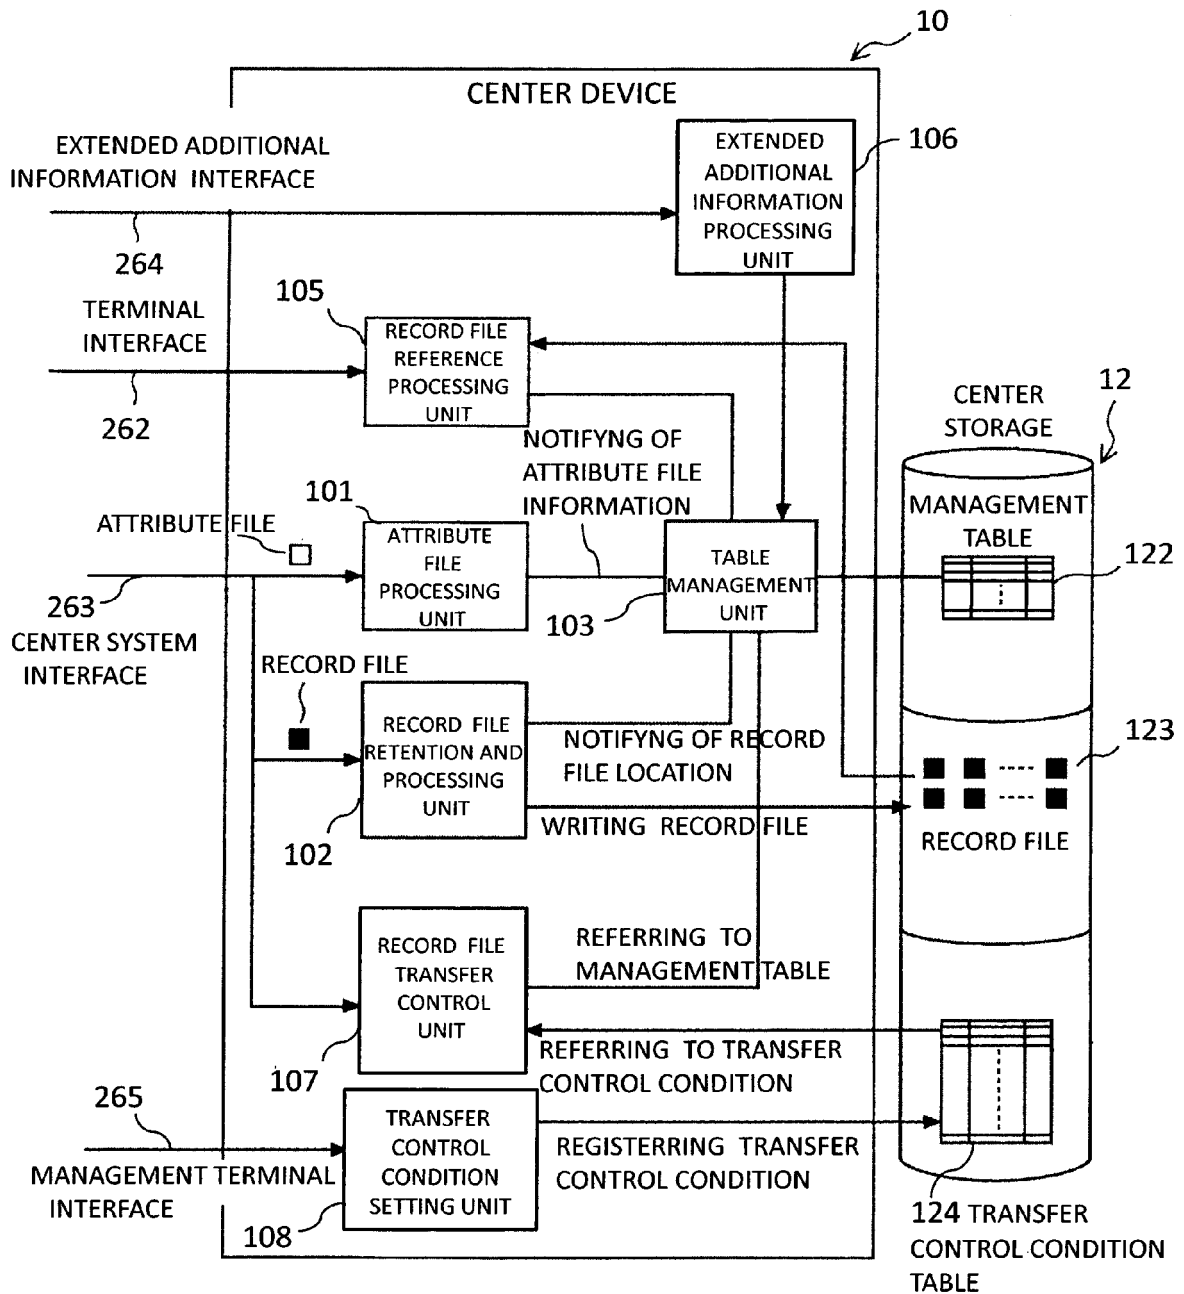 10
CENTER DEVICE
EXTENDED ADDITIONAL
INFORMATION INTERFACE
264
EXTENDED
ADDITIONAL
INFORMATION
PROCESSING
UNIT
106
TERMINAL
INTERFACE
262
105
RECORD FILE
REFERENCE
PROCESSING
UNIT
NOTIFYNG OF
ATTRIBUTE FILE
INFORMATION
CENTER
STORAGE
12
ATTRIBUTE FILE
101
ATTRIBUTE
FILE
PROCESSING
UNIT
TABLE
MANAGEMENT
UNIT
103
MANAGEMENT
TABLE
122
263
CENTER SYSTEM
INTERFACE
RECORD FILE
RECORD FILE
RETENTION AND
PROCESSING
UNIT
102
NOTIFYNG OF RECORD
FILE LOCATION
WRITING RECORD FILE
123
RECORD FILE
RECORD FILE
TRANSFER
CONTROL
UNIT
107
REFERRING TO
MANAGEMENT TABLE
REFERRING TO TRANSFER
CONTROL CONDITION
265
MANAGEMENT TERMINAL
INTERFACE
TRANSFER
CONTROL
CONDITION
SETTING UNIT
108
REGISTERRING TRANSFER
CONTROL CONDITION
124 TRANSFER
CONTROL CONDITION
TABLE